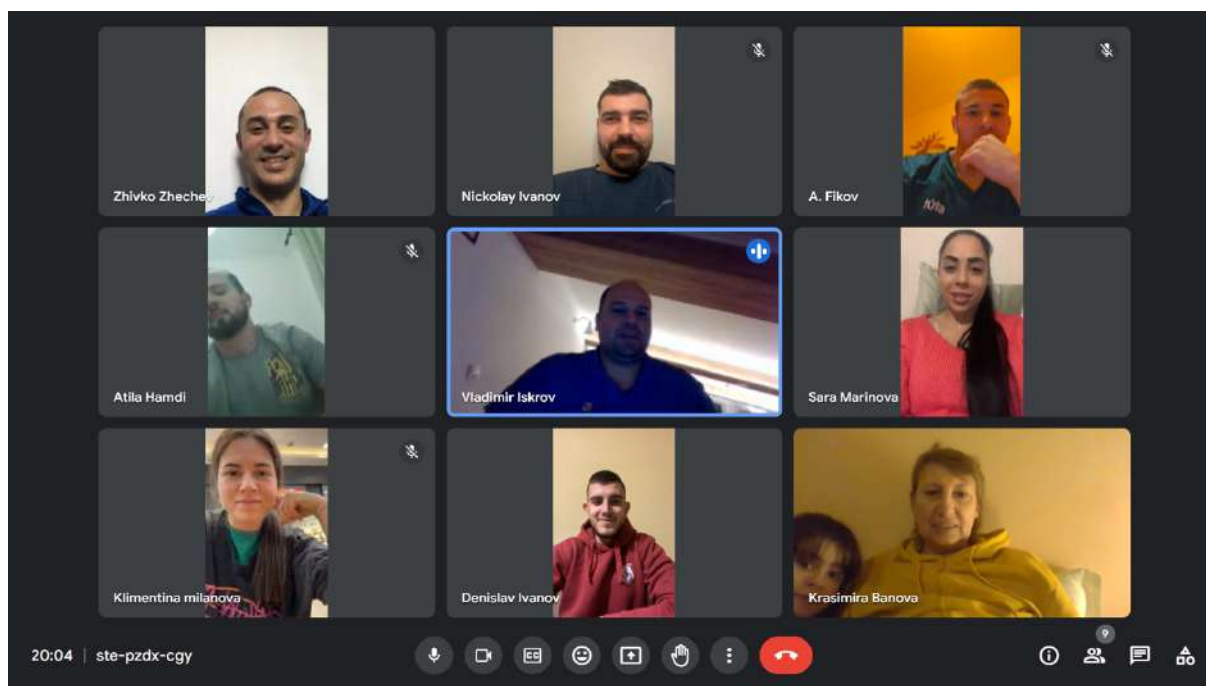 Zhivko Zhechev
Nickolay Ivanov
A. Fikov
Atila Hamdi
Vladimir Iskrov
Sara Marinova
Klimentina milanova
Denislav Ivanov
Krasimira Banova
20:04 | ste-pzdx-cgy
CC
9